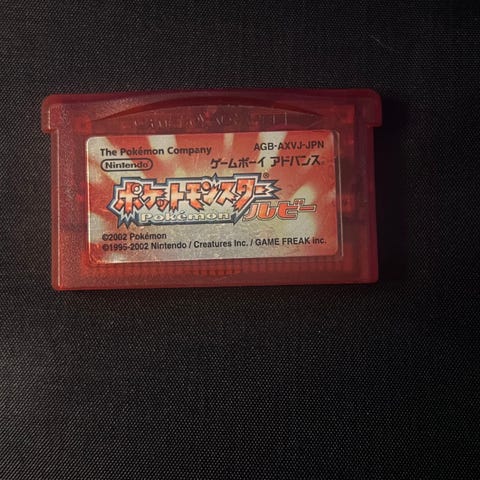 The Pokémon Company
AGB-AXVJ-JPN
Nintendo
ゲームボーイ アドバンス
ポケットモンスター
Pokémon
ルビー
©2002 Pokémon
©1995-2002 Nintendo / Creatures Inc. / GAME FREAK inc.